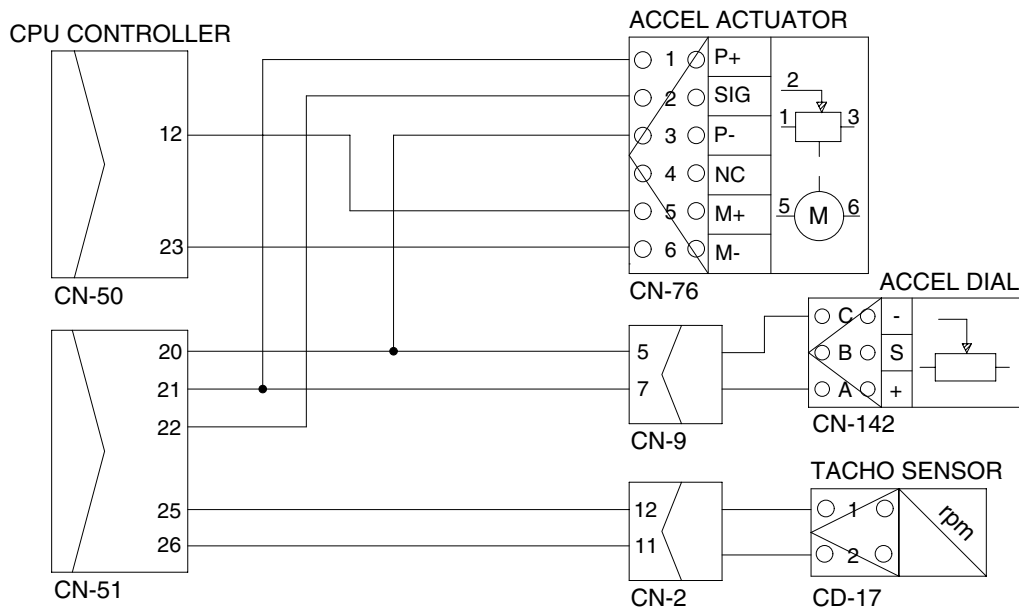 CPU CONTROLLER
12
23
CN-50
20
21
22
25
26
CN-51
ACCEL ACTUATOR
1 P+
2 SIG
3 P-
4 NC
5 M+
6 M-
2
1 3
5 M 6
CN-76
5
7
CN-9
ACCEL DIAL
C -
B S
A +
CN-142
12
11
CN-2
TACHO SENSOR
1
2
rpm
CD-17